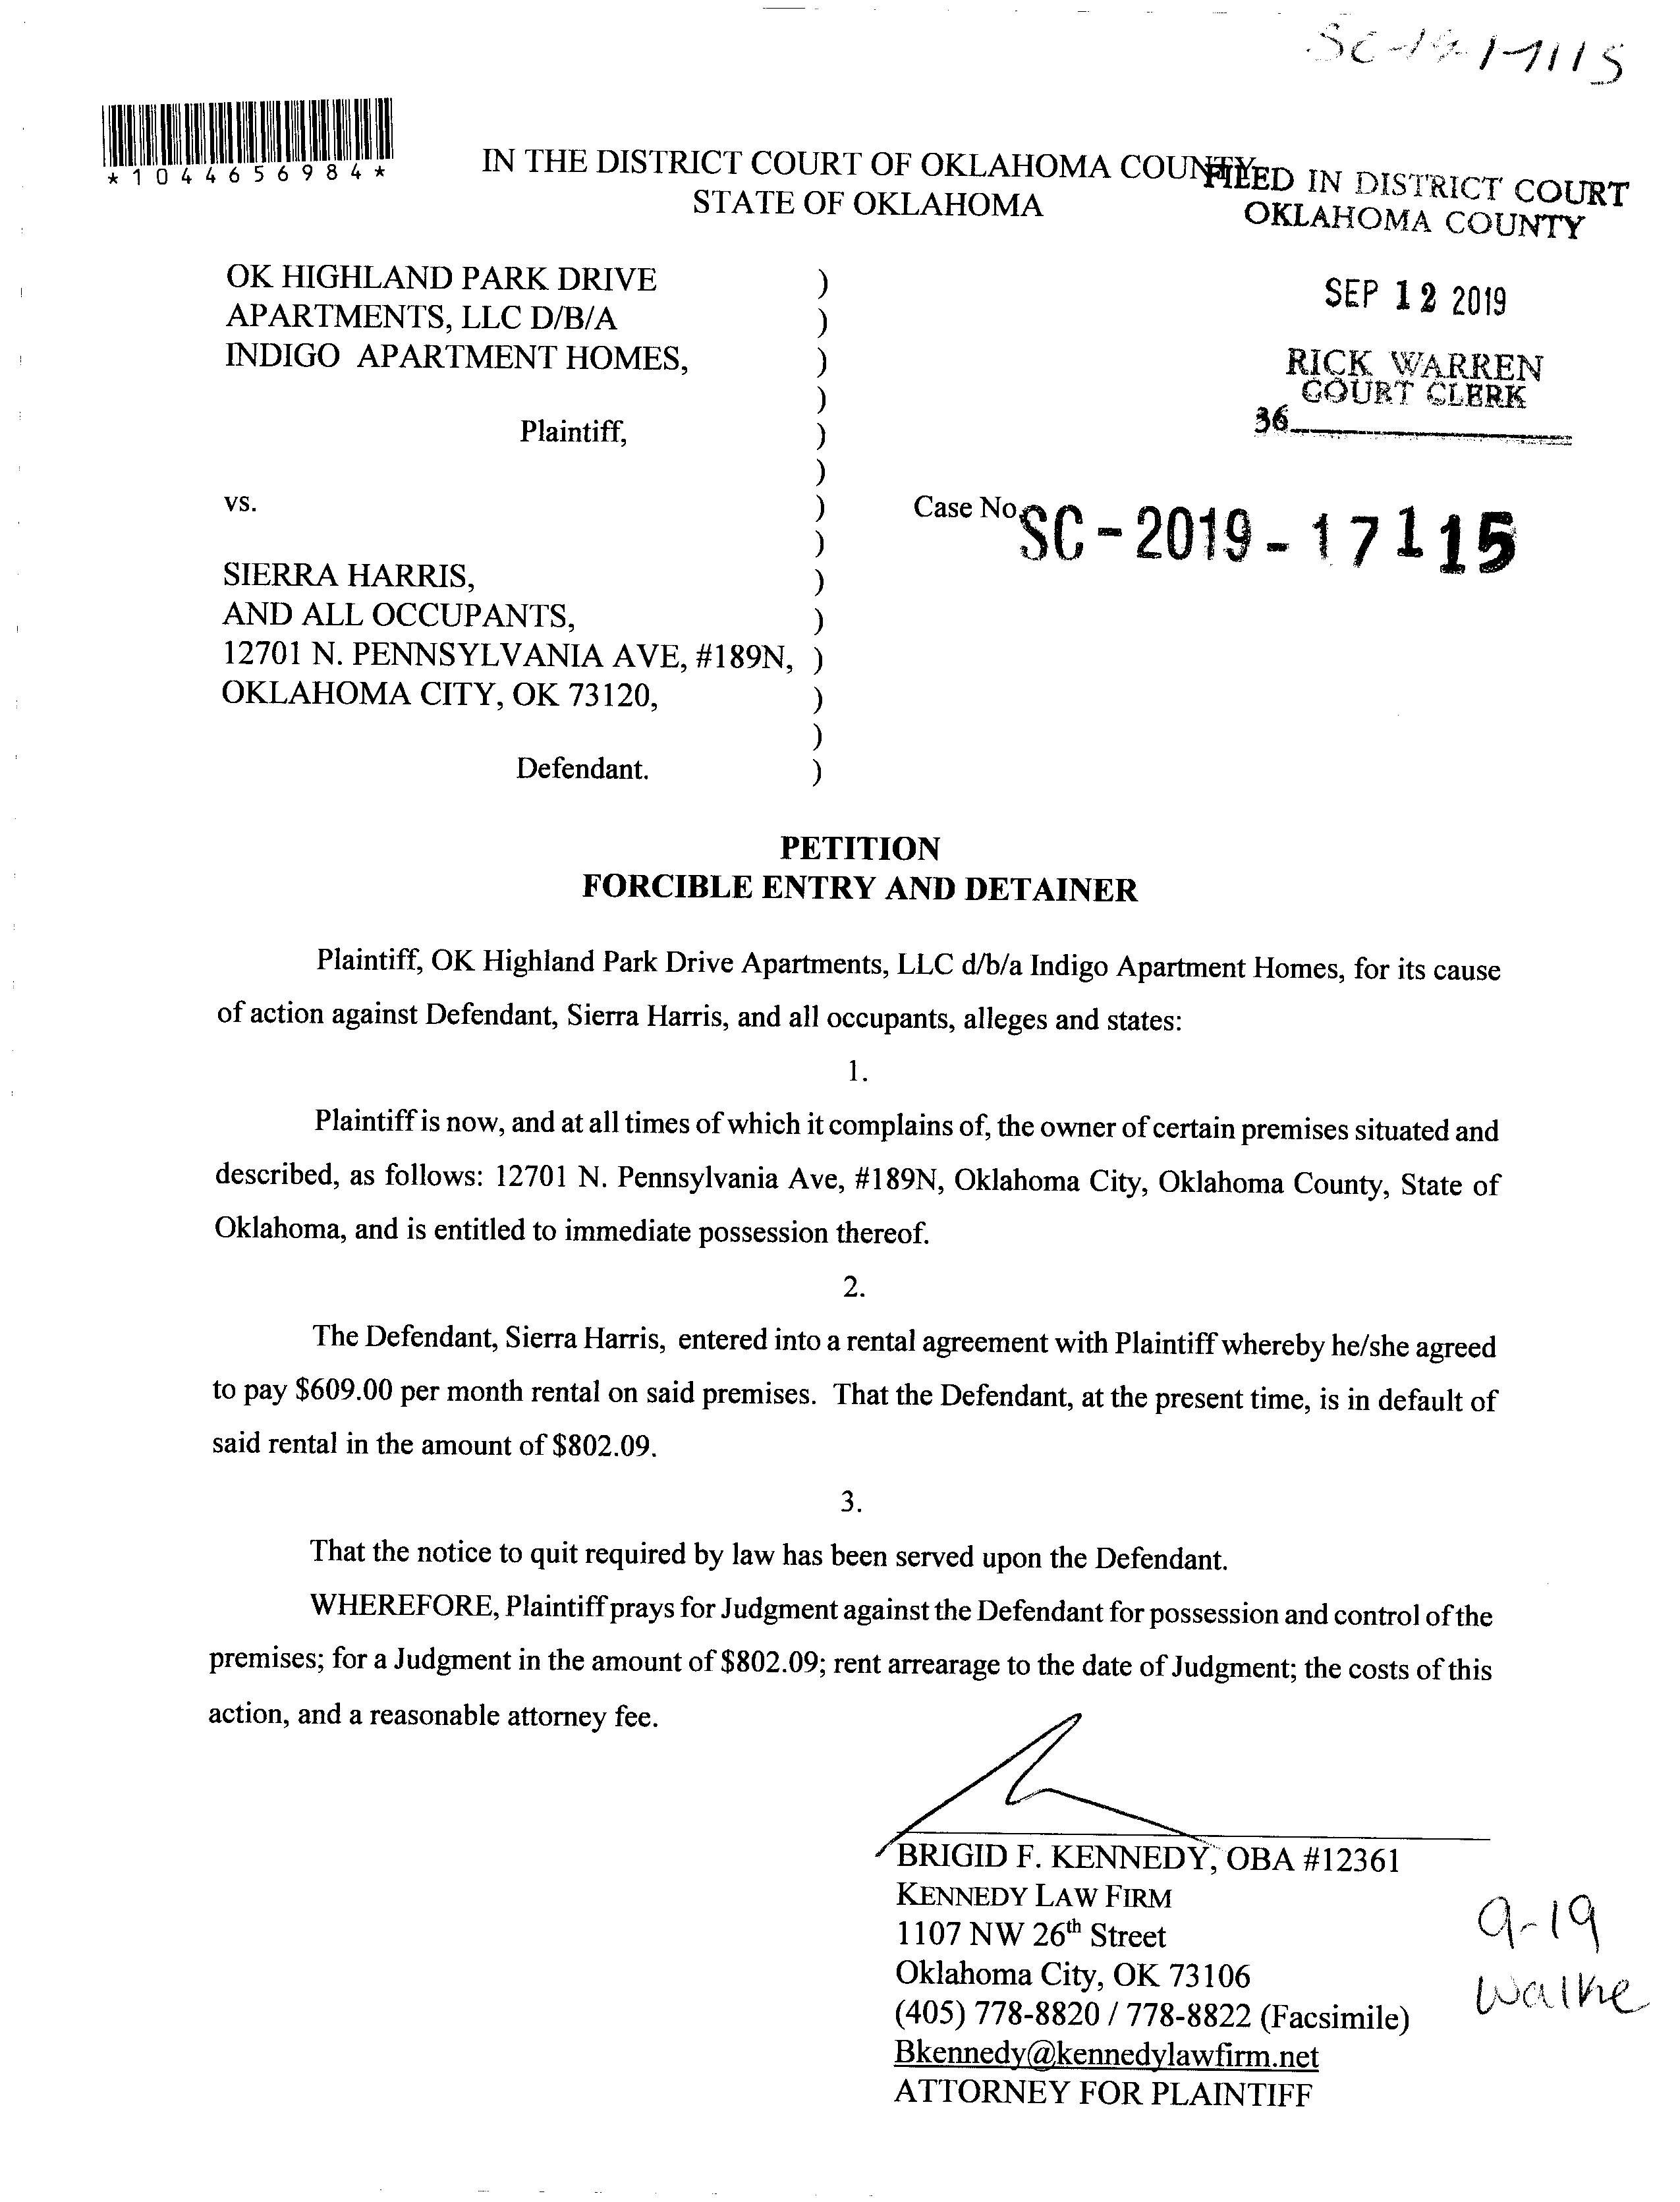 SC-19-17115
*1044656984*
IN THE DISTRICT COURT OF OKLAHOMA COUNTY
STATE OF OKLAHOMA
FILED IN DISTRICT COURT
OKLAHOMA COUNTY
SEP 12 2019
RICK WARREN
COURT CLERK
36
OK HIGHLAND PARK DRIVE )
APARTMENTS, LLC D/B/A )
INDIGO APARTMENT HOMES, )
)
Plaintiff, )
)
vs. )
Case No. SC-2019-17115
)
SIERRA HARRIS, )
AND ALL OCCUPANTS, )
12701 N. PENNSYLVANIA AVE, #189N, )
OKLAHOMA CITY, OK 73120, )
)
Defendant. )
PETITION
FORCIBLE ENTRY AND DETAINER
Plaintiff, OK Highland Park Drive Apartments, LLC d/b/a Indigo Apartment Homes, for its cause
of action against Defendant, Sierra Harris, and all occupants, alleges and states:
1.
Plaintiff is now, and at all times of which it complains of, the owner of certain premises situated and
described, as follows: 12701 N. Pennsylvania Ave, #189N, Oklahoma City, Oklahoma County, State of
Oklahoma, and is entitled to immediate possession thereof.
2.
The Defendant, Sierra Harris, entered into a rental agreement with Plaintiff whereby he/she agreed
to pay $609.00 per month rental on said premises. That the Defendant, at the present time, is in default of
said rental in the amount of $802.09.
3.
That the notice to quit required by law has been served upon the Defendant.
WHEREFORE, Plaintiff prays for Judgment against the Defendant for possession and control of the
premises; for a Judgment in the amount of $802.09; rent arrearage to the date of Judgment; the costs of this
action, and a reasonable attorney fee.
BRIGID F. KENNEDY, OBA #12361
KENNEDY LAW FIRM
1107 NW 26th Street
Oklahoma City, OK 73106
(405) 778-8820 / 778-8822 (Facsimile)
Bkennedy@kennedylawfirm.net
ATTORNEY FOR PLAINTIFF
9-19
Walke